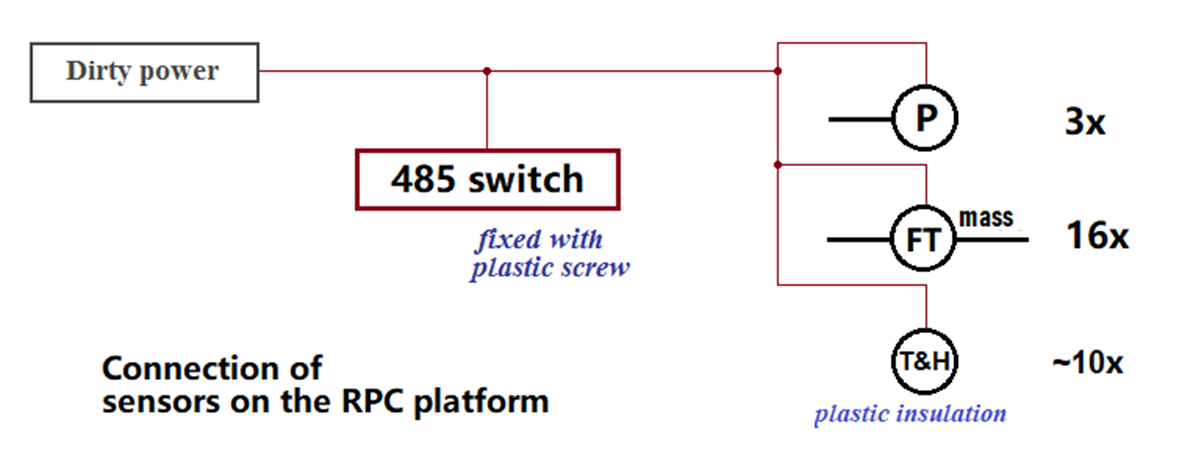 Dirty power
485 switch
fixed with
plastic screw
P
3x
mass
FT
16x
T&H
~10x
plastic insulation
Connection of
sensors on the RPC platform